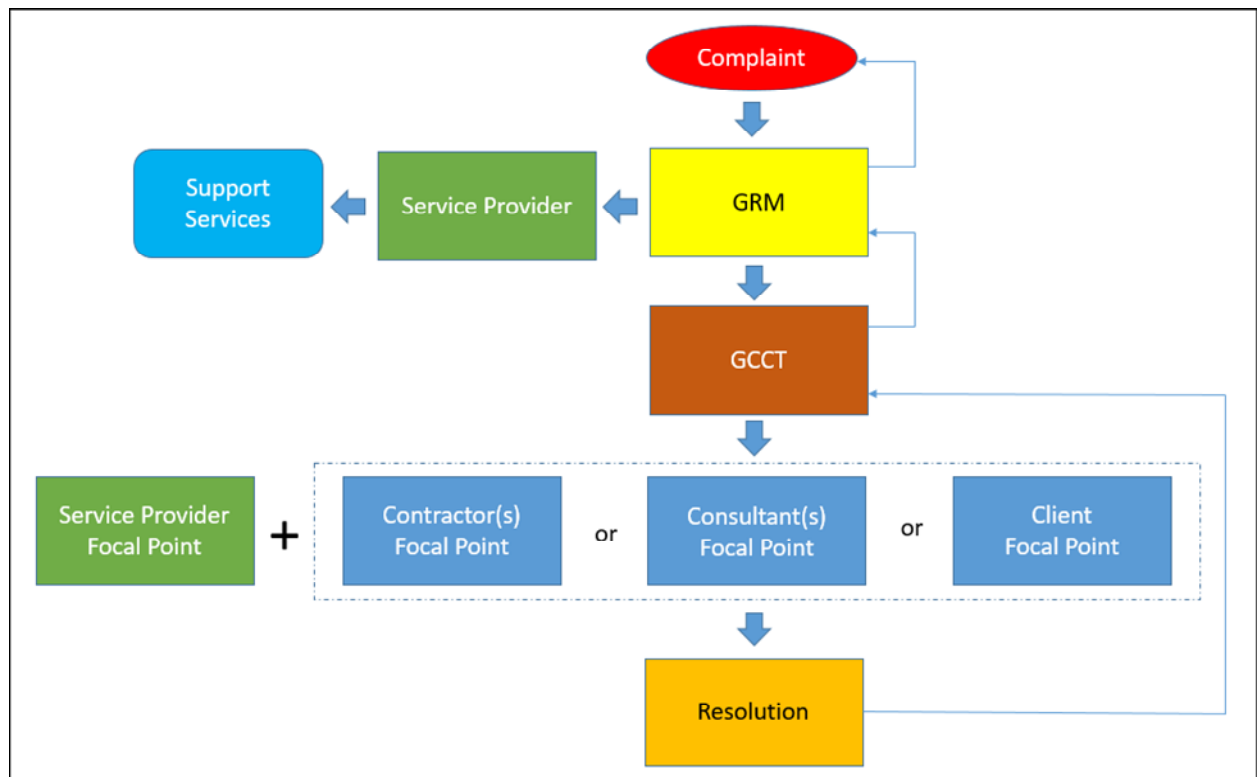 Complaint
Support
Services
Service Provider
GRM
GCCT
Service Provider
Focal Point
+
Contractor(s)
Focal Point
or
Consultant(s)
Focal Point
or
Client
Focal Point
Resolution